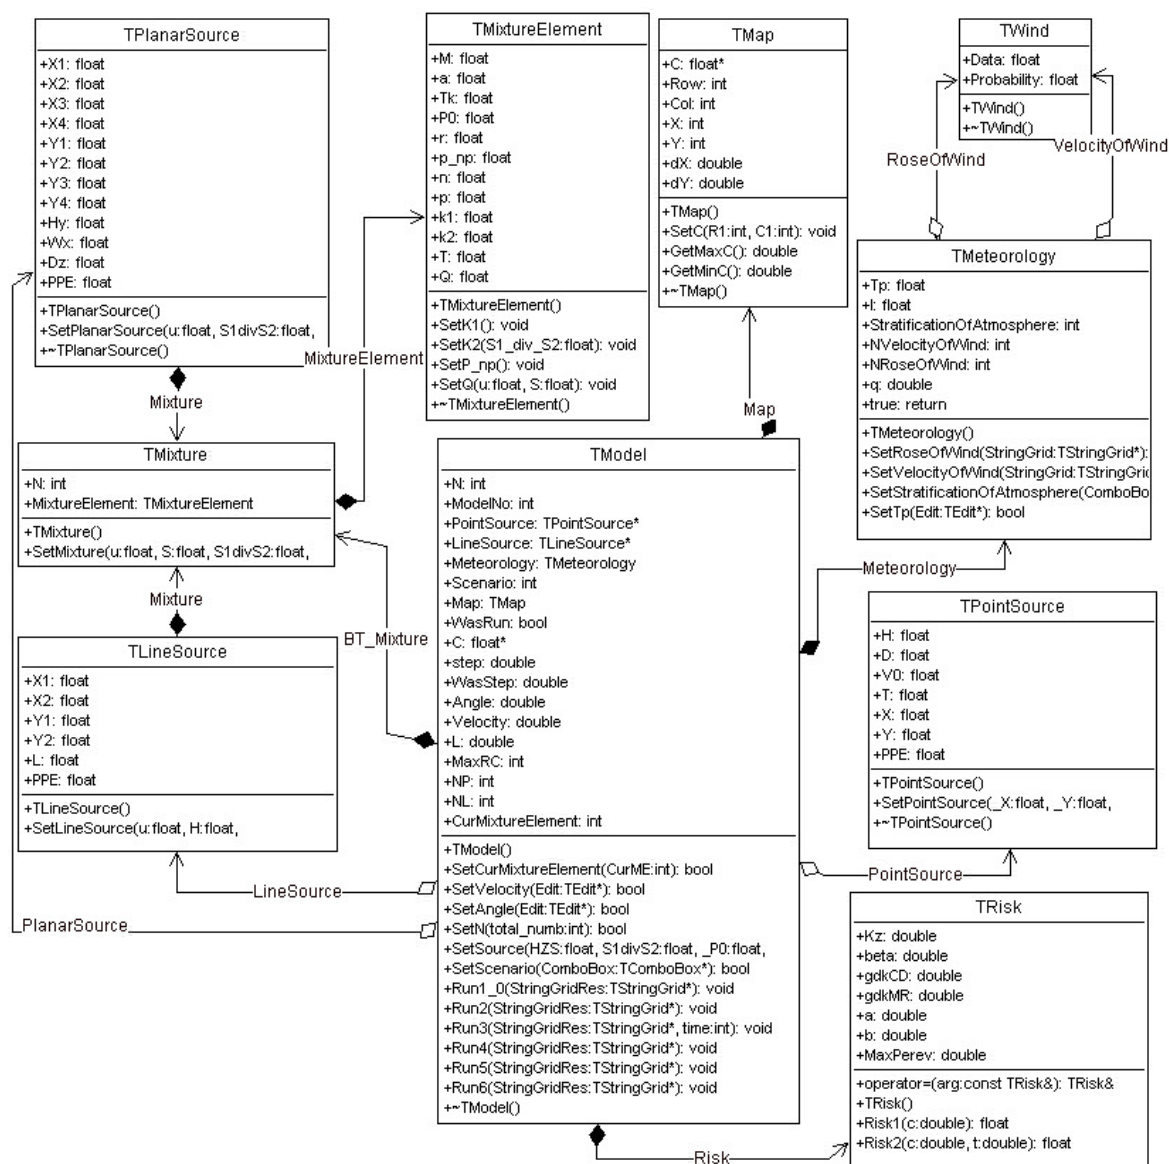 TPlanarSource
+X1: float
+X2: float
+X3: float
+X4: float
+Y1: float
+Y2: float
+Y3: float
+Y4: float
+Hy: float
+Wx: float
+Dz: float
+PPE: float
+TPlanarSource()
+SetPlanarSource(u:float, S1divS2:float,
+~TPlanarSource()
TMixtureElement
+M: float
+a: float
+Tk: float
+P0: float
+r: float
+p_np: float
+n: float
+p: float
+k1: float
+k2: float
+T: float
+Q: float
+TMixtureElement()
+SetK1(): void
+SetK2(S1_div_S2:float): void
+SetP_np(): void
+SetQ(u:float, S:float): void
+~TMixtureElement()
TMap
+C: float*
+Row: int
+Col: int
+X: int
+Y: int
+dX: double
+dY: double
+TMap()
+SetC(R1:int, C1:int): void
+GetMaxC(): double
+GetMinC(): double
+~TMap()
TWind
+Data: float
+Probability: float
+TWind()
+~TWind()
RoseOfWind
VelocityOfWind
TMeteorology
+Tp: float
+I: float
+StratificationOfAtmosphere: int
+NVelocityOfWind: int
+NRoseOfWind: int
+q: double
+true: return
+TMeteorology()
+SetRoseOfWind(StringGrid:TStringGrid*):
+SetVelocityOfWind(StringGrid:TStringGri
+SetStratificationOfAtmosphere(ComboBo
+SetTp(Edit:TEdit*): bool
MixtureElement
Mixture
Map
TMixture
+N: int
+MixtureElement: TMixtureElement
+TMixture()
+SetMixture(u:float, S:float, S1divS2:float,
Mixture
BT_Mixture
TLineSource
+X1: float
+X2: float
+Y1: float
+Y2: float
+L: float
+PPE: float
+TLineSource()
+SetLineSource(u:float, H:float,
LineSource
PlanarSource
TModel
+N: int
+ModelNo: int
+PointSource: TPointSource*
+LineSource: TLineSource*
+Meteorology: TMeteorology
+Scenario: int
+Map: TMap
+WasRun: bool
+C: float*
+step: double
+WasStep: double
+Angle: double
+Velocity: double
+L: double
+MaxRC: int
+NP: int
+NL: int
+CurMixtureElement: int
+TModel()
+SetCurMixtureElement(CurME:int): bool
+SetVelocity(Edit:TEdit*): bool
+SetAngle(Edit:TEdit*): bool
+SetN(total_numb:int): bool
+SetSource(HZS:float, S1divS2:float, _P0:float,
+SetScenario(ComboBox:TComboBox*): bool
+Run1_0(StringGridRes:TStringGrid*): void
+Run2(StringGridRes:TStringGrid*): void
+Run3(StringGridRes:TStringGrid*, time:int): void
+Run4(StringGridRes:TStringGrid*): void
+Run5(StringGridRes:TStringGrid*): void
+Run6(StringGridRes:TStringGrid*): void
+~TModel()
Meteorology
TPointSource
+H: float
+D: float
+V0: float
+T: float
+X: float
+Y: float
+PPE: float
+TPointSource()
+SetPointSource(_X:float, _Y:float,
+~TPointSource()
PointSource
TRisk
+Kz: double
+beta: double
+gdkCD: double
+gdkMR: double
+a: double
+b: double
+MaxPerev: double
+operator=(arg:const TRisk&): TRisk&
+TRisk()
+Risk1(c:double): float
+Risk2(c:double, t:double): float
Risk